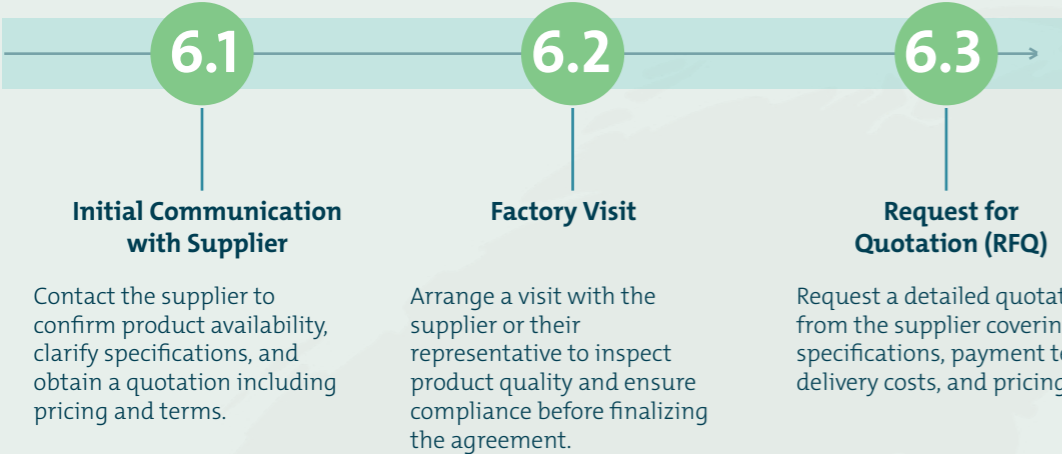 6.1
6.2
6.3
Initial Communication
with Supplier
Contact the supplier to
confirm product availability,
clarify specifications, and
obtain a quotation including
pricing and terms.
Factory Visit
Arrange a visit with the
supplier or their
representative to inspect
product quality and ensure
compliance before finalizing
the agreement.
Request for
Quotation (RFQ)
Request a detailed
from the supplier
specifications, payment
delivery costs, and pricing